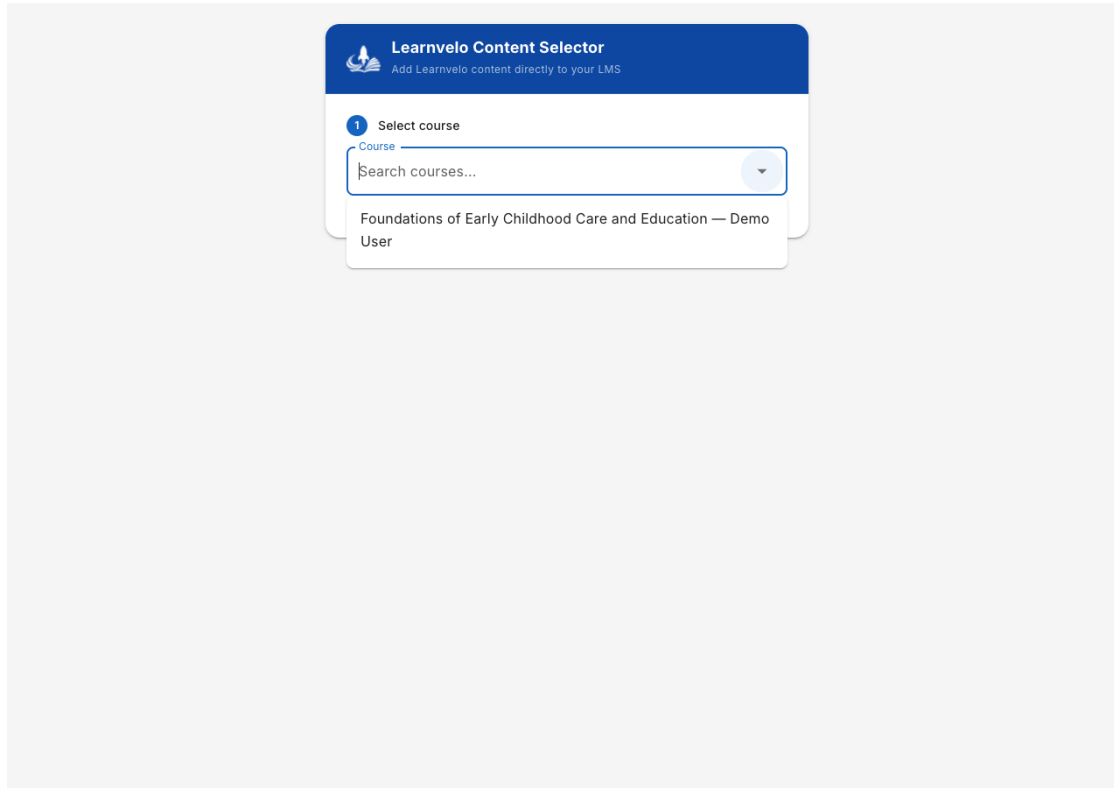 Learnvelo Content Selector
Add Learnvelo content directly to your LMS
1 Select course
Course
Search courses...
Foundations of Early Childhood Care and Education — Demo
User